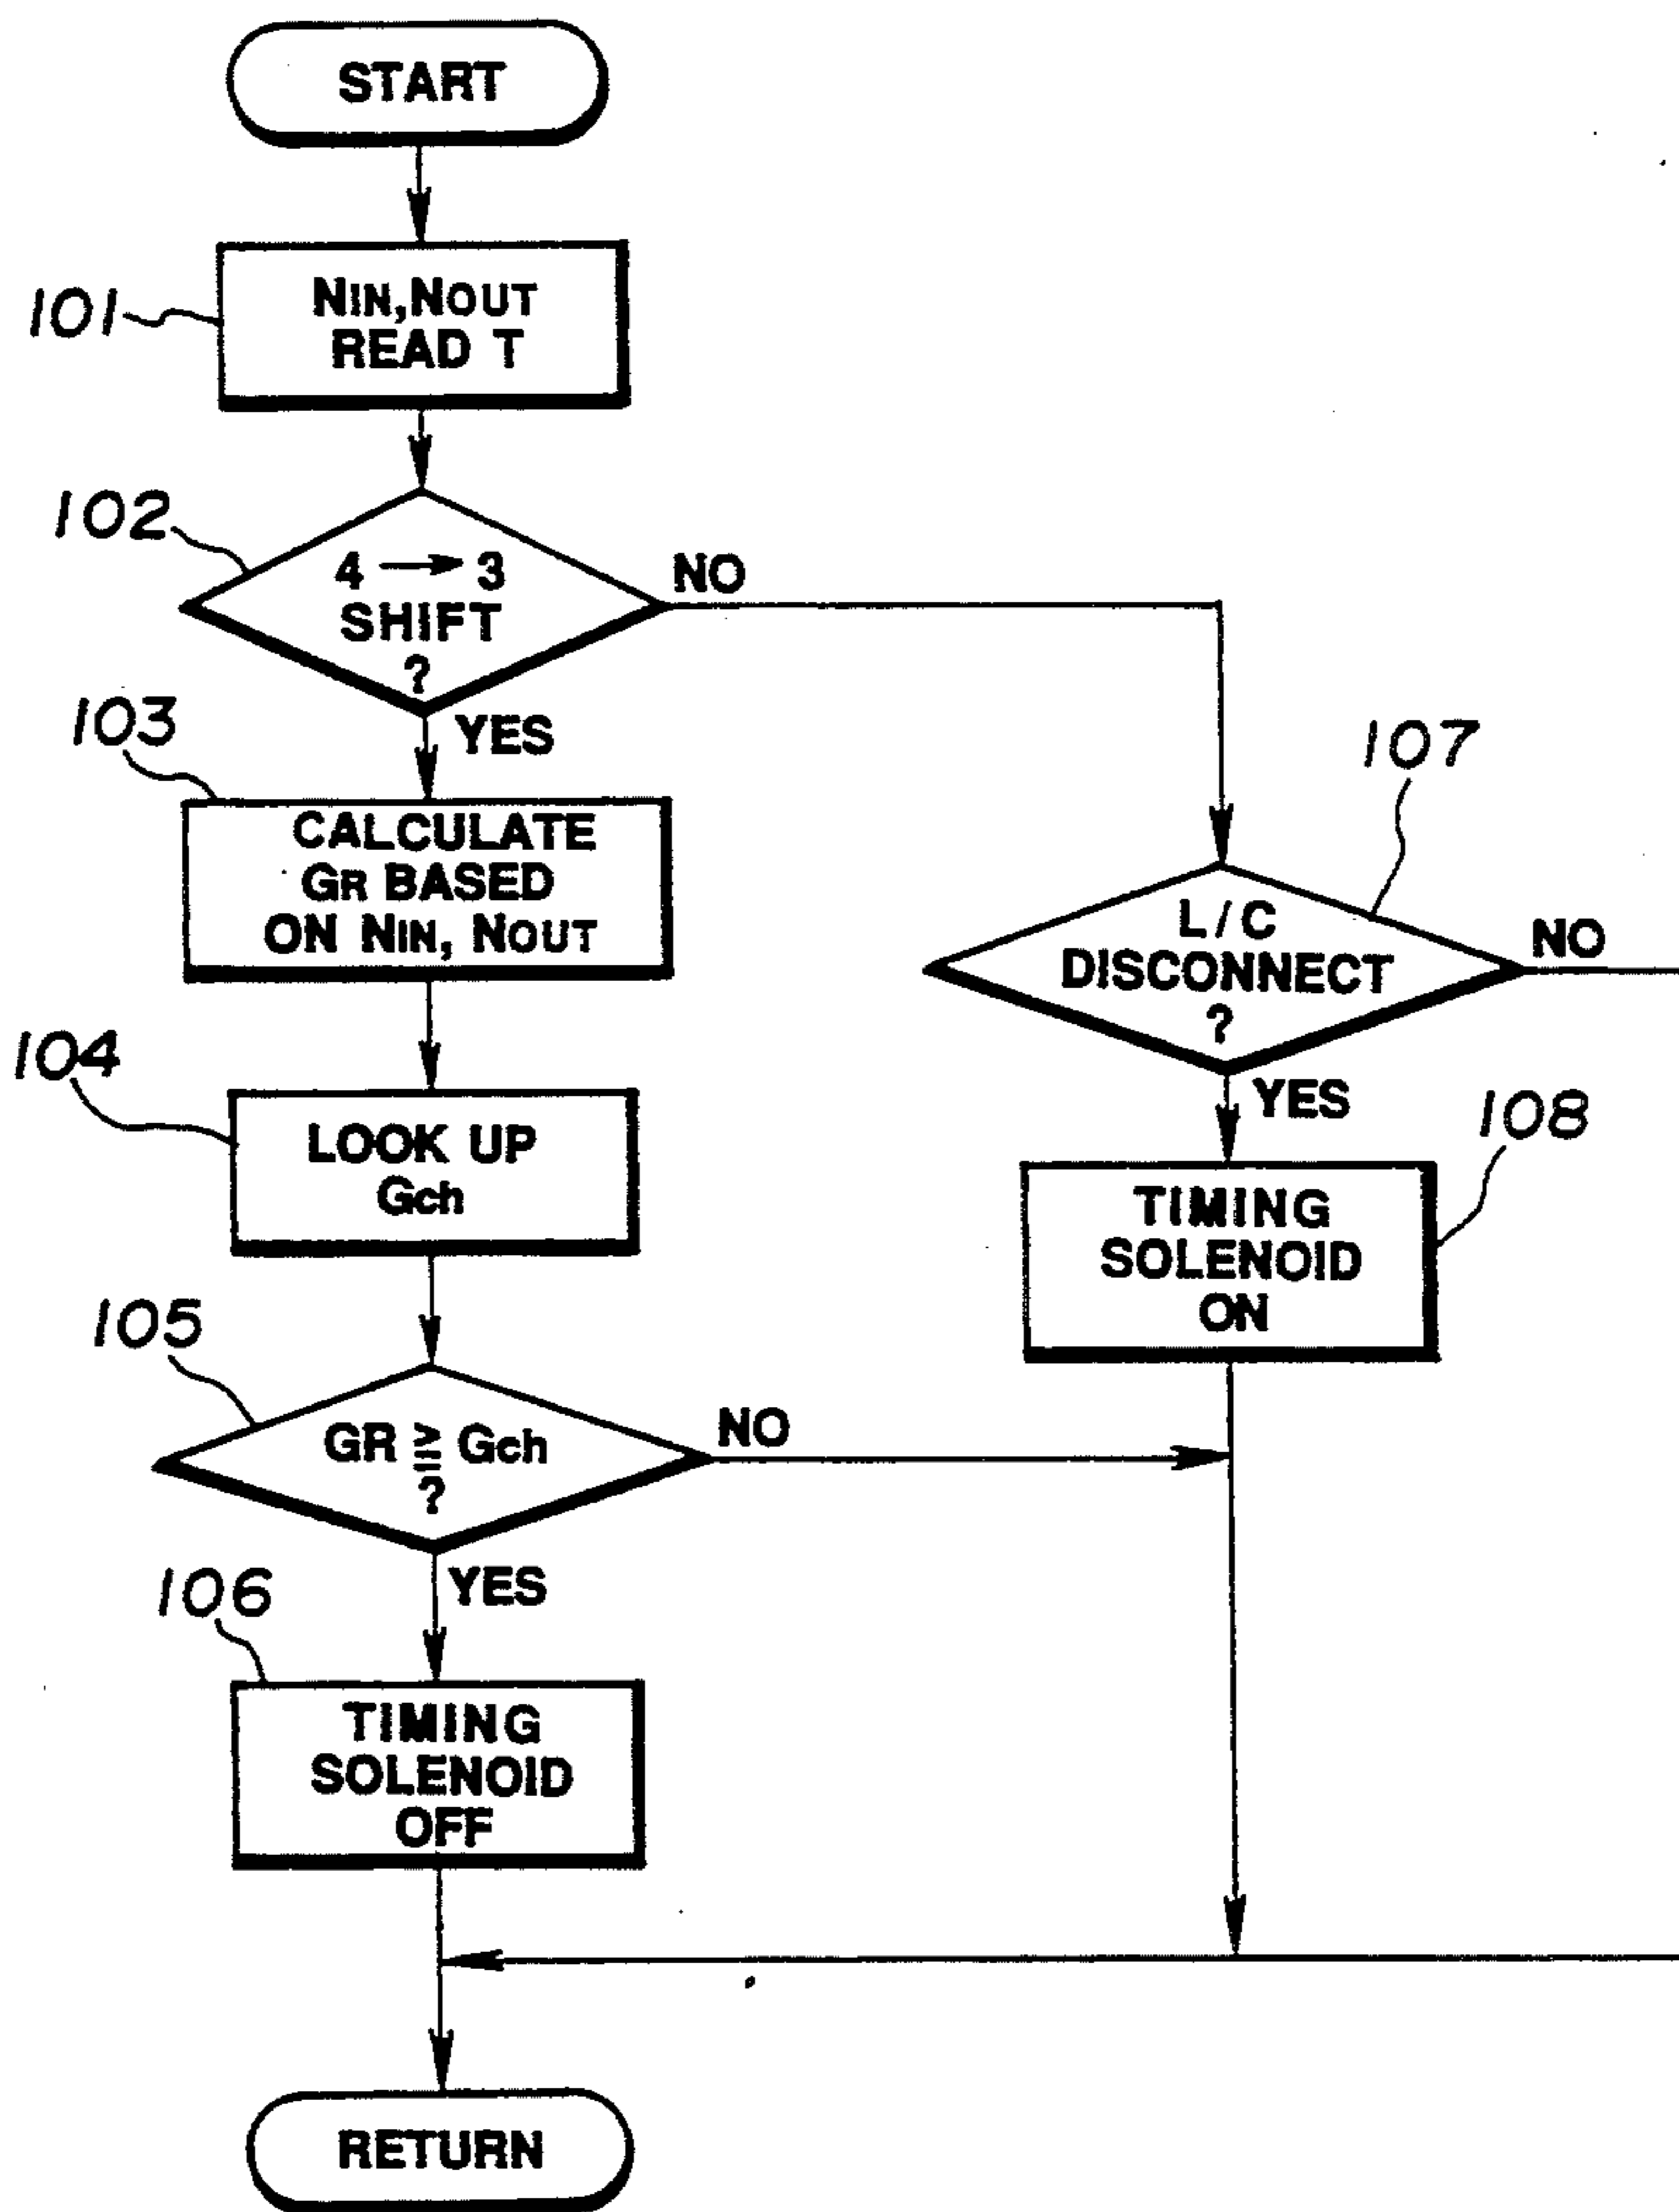 START
101
NIN,NOUT
READ T
102
4 → 3
SHIFT
?
NO
YES
103
CALCULATE
GR BASED
ON NIN, NOUT
107
L/C
DISCONNECT
?
NO
YES
104
LOOK UP
Gch
108
TIMING
SOLENOID
ON
105
GR ≧ Gch
?
NO
YES
106
TIMING
SOLENOID
OFF
RETURN